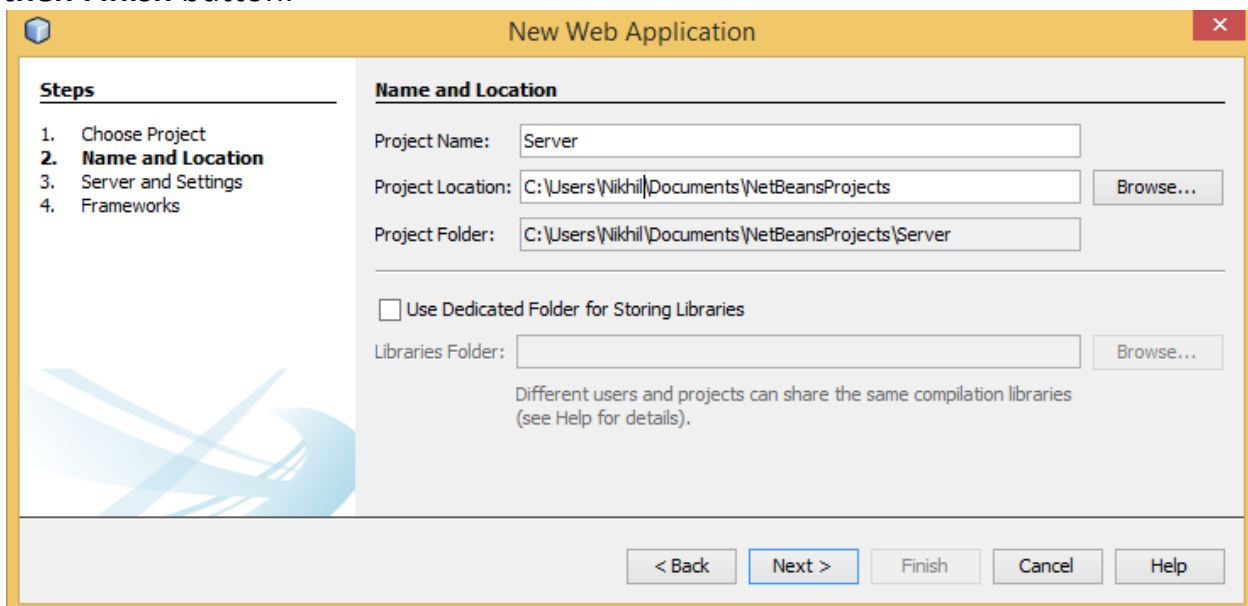 then Finish button.
New Web Application
Steps
1. Choose Project
2. Name and Location
3. Server and Settings
4. Frameworks
Name and Location
Project Name: Server
Project Location: C:\Users\Nikhil\Documents\NetBeansProjects Browse...
Project Folder: C:\Users\Nikhil\Documents\NetBeansProjects\Server
Use Dedicated Folder for Storing Libraries
Libraries Folder: Browse...
Different users and projects can share the same compilation libraries
(see Help for details).
< Back Next > Finish Cancel Help